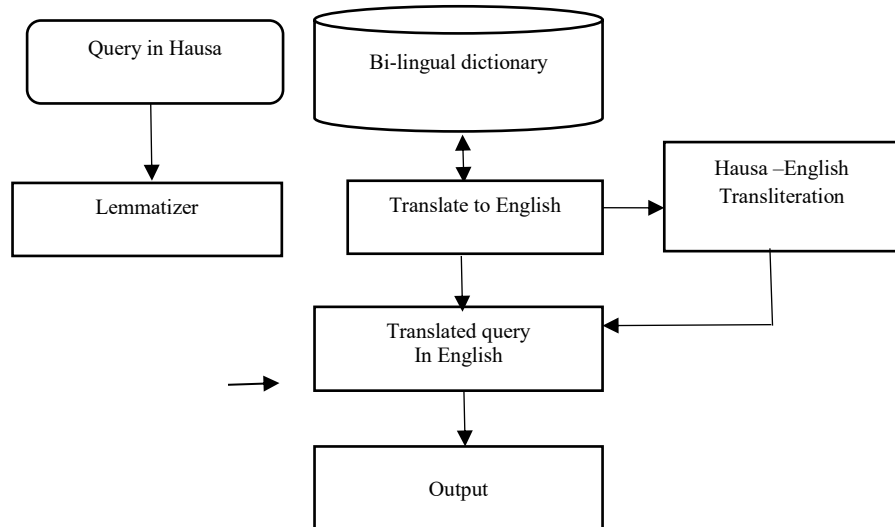 Query in Hausa
Bi-lingual dictionary
Lemmatizer
Translate to English
Hausa –English
Transliteration
Translated query
In English
Output